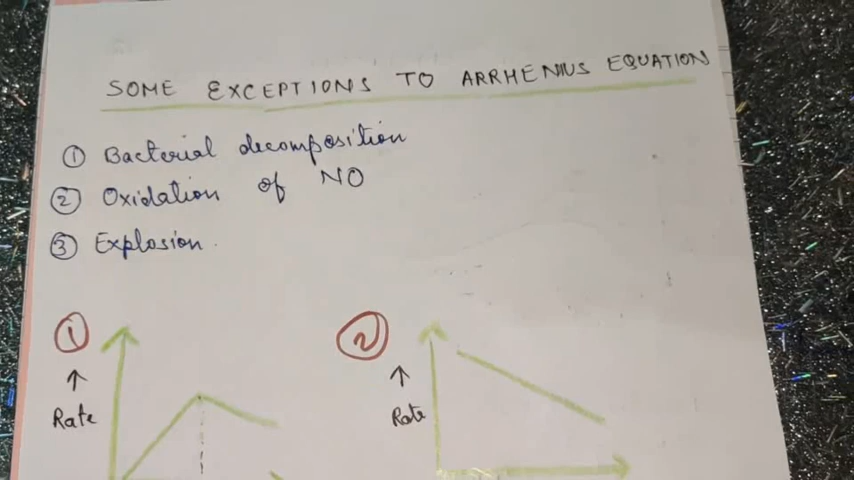 SOME EXCEPTIONS TO ARRHENIUS EQUATION
① Bacterial decomposition
② Oxidation of NO
③ Explosion.
①
②
Rate
Rate